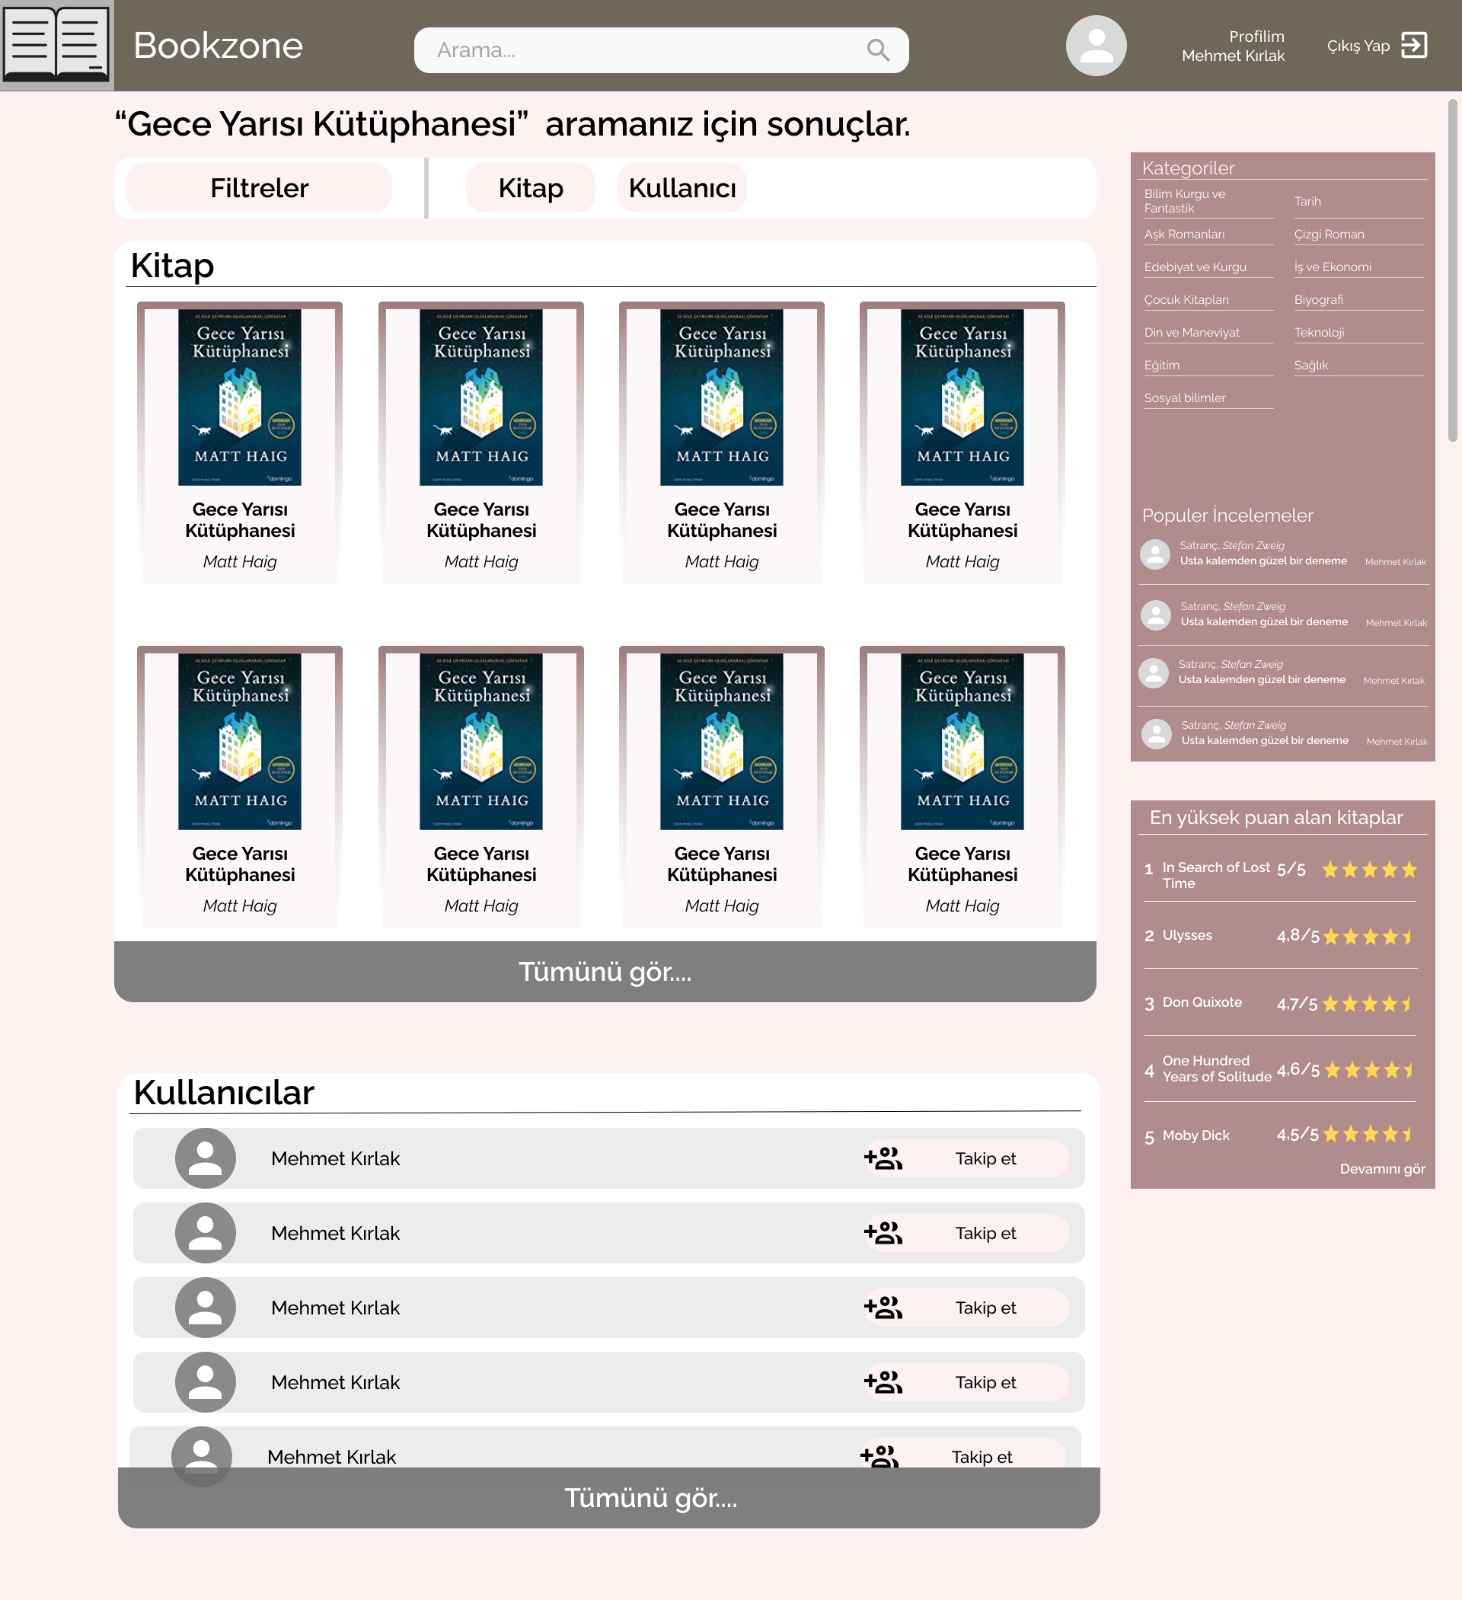 Bookzone
Arama...
Profilim
Mehmet Kırlak
Çıkış Yap
“Gece Yarısı Kütüphanesi” aramanız için sonuçlar.
Filtreler
Kitap
Kullanıcı
Kitap
Gece Yarısı
Kütüphanesi
MATT HAIG
domingo
Gece Yarısı
Kütüphanesi
Matt Haig
Gece Yarısı
Kütüphanesi
MATT HAIG
domingo
Gece Yarısı
Kütüphanesi
Matt Haig
Gece Yarısı
Kütüphanesi
MATT HAIG
domingo
Gece Yarısı
Kütüphanesi
Matt Haig
Gece Yarısı
Kütüphanesi
MATT HAIG
domingo
Gece Yarısı
Kütüphanesi
Matt Haig
Gece Yarısı
Kütüphanesi
MATT HAIG
domingo
Gece Yarısı
Kütüphanesi
Matt Haig
Gece Yarısı
Kütüphanesi
MATT HAIG
domingo
Gece Yarısı
Kütüphanesi
Matt Haig
Gece Yarısı
Kütüphanesi
MATT HAIG
domingo
Gece Yarısı
Kütüphanesi
Matt Haig
Gece Yarısı
Kütüphanesi
MATT HAIG
domingo
Gece Yarısı
Kütüphanesi
Matt Haig
Tümünü gör....
Kullanıcılar
Mehmet Kırlak Takip et
Mehmet Kırlak Takip et
Mehmet Kırlak Takip et
Mehmet Kırlak Takip et
Mehmet Kırlak Takip et
Tümünü gör....
Kategoriler
Bilim Kurgu ve
Fantastik
Tarih
Aşk Romanları
Çizgi Roman
Edebiyat ve Kurgu
İş ve Ekonomi
Çocuk Kitapları
Biyografi
Din ve Maneviyat
Teknoloji
Eğitim
Sağlık
Sosyal bilimler
Populer İncelemeler
Satranç, Stefan Zweig
Usta kalemden güzel bir deneme Mehmet Kırlak
Satranç, Stefan Zweig
Usta kalemden güzel bir deneme Mehmet Kırlak
Satranç, Stefan Zweig
Usta kalemden güzel bir deneme Mehmet Kırlak
Satranç, Stefan Zweig
Usta kalemden güzel bir deneme Mehmet Kırlak
En yüksek puan alan kitaplar
1 In Search of Lost 5/5
Time
2 Ulysses 4,8/5
3 Don Quixote 4,7/5
4 One Hundred
Years of Solitude 4,6/5
5 Moby Dick 4,5/5
Devamını gör